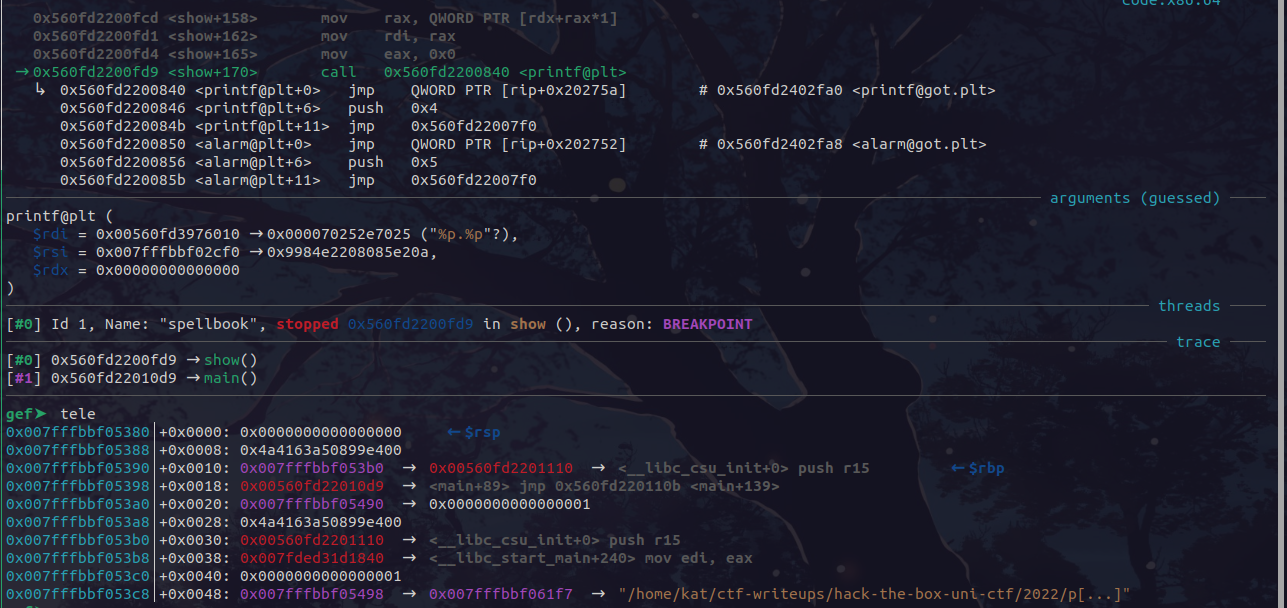 code:x86:64
0x560fd2200fcd <show+158> mov rax, QWORD PTR [rdx+rax*1]
0x560fd2200fd1 <show+162> mov rdi, rax
0x560fd2200fd4 <show+165> mov eax, 0x0
→0x560fd2200fd9 <show+170> call 0x560fd2200840 <printf@plt>
↳ 0x560fd2200840 <printf@plt+0> jmp QWORD PTR [rip+0x20275a] # 0x560fd2402fa0 <printf@got.plt>
0x560fd2200846 <printf@plt+6> push 0x4
0x560fd220084b <printf@plt+11> jmp 0x560fd22007f0
0x560fd2200850 <alarm@plt+0> jmp QWORD PTR [rip+0x202752] # 0x560fd2402fa8 <alarm@got.plt>
0x560fd2200856 <alarm@plt+6> push 0x5
0x560fd220085b <alarm@plt+11> jmp 0x560fd22007f0
arguments (guessed)
printf@plt (
$rdi = 0x00560fd3976010 →0x000070252e7025 ("%p.%p"?),
$rsi = 0x007fffbbf02cf0 →0x9984e2208085e20a,
$rdx = 0x00000000000000
)
threads
[#0] Id 1, Name: "spellbook", stopped 0x560fd2200fd9 in show (), reason: BREAKPOINT
trace
[#0] 0x560fd2200fd9 →show()
[#1] 0x560fd22010d9 →main()
gef➤ tele
0x007fffbbf05380│+0x0000: 0x0000000000000000 ←$rsp
0x007fffbbf05388│+0x0008: 0x4a4163a50899e400
0x007fffbbf05390│+0x0010: 0x007fffbbf053b0 → 0x00560fd2201110 → <__libc_csu_init+0> push r15 ←$rbp
0x007fffbbf05398│+0x0018: 0x00560fd22010d9 → <main+89> jmp 0x560fd220110b <main+139>
0x007fffbbf053a0│+0x0020: 0x007fffbbf05490 → 0x0000000000000001
0x007fffbbf053a8│+0x0028: 0x4a4163a50899e400
0x007fffbbf053b0│+0x0030: 0x00560fd2201110 → <__libc_csu_init+0> push r15
0x007fffbbf053b8│+0x0038: 0x007fded31d1840 → <__libc_start_main+240> mov edi, eax
0x007fffbbf053c0│+0x0040: 0x0000000000000001
0x007fffbbf053c8│+0x0048: 0x007fffbbf05498 → 0x007fffbbf061f7 → "/home/kat/ctf-writeups/hack-the-box-uni-ctf/2022/p[...]"